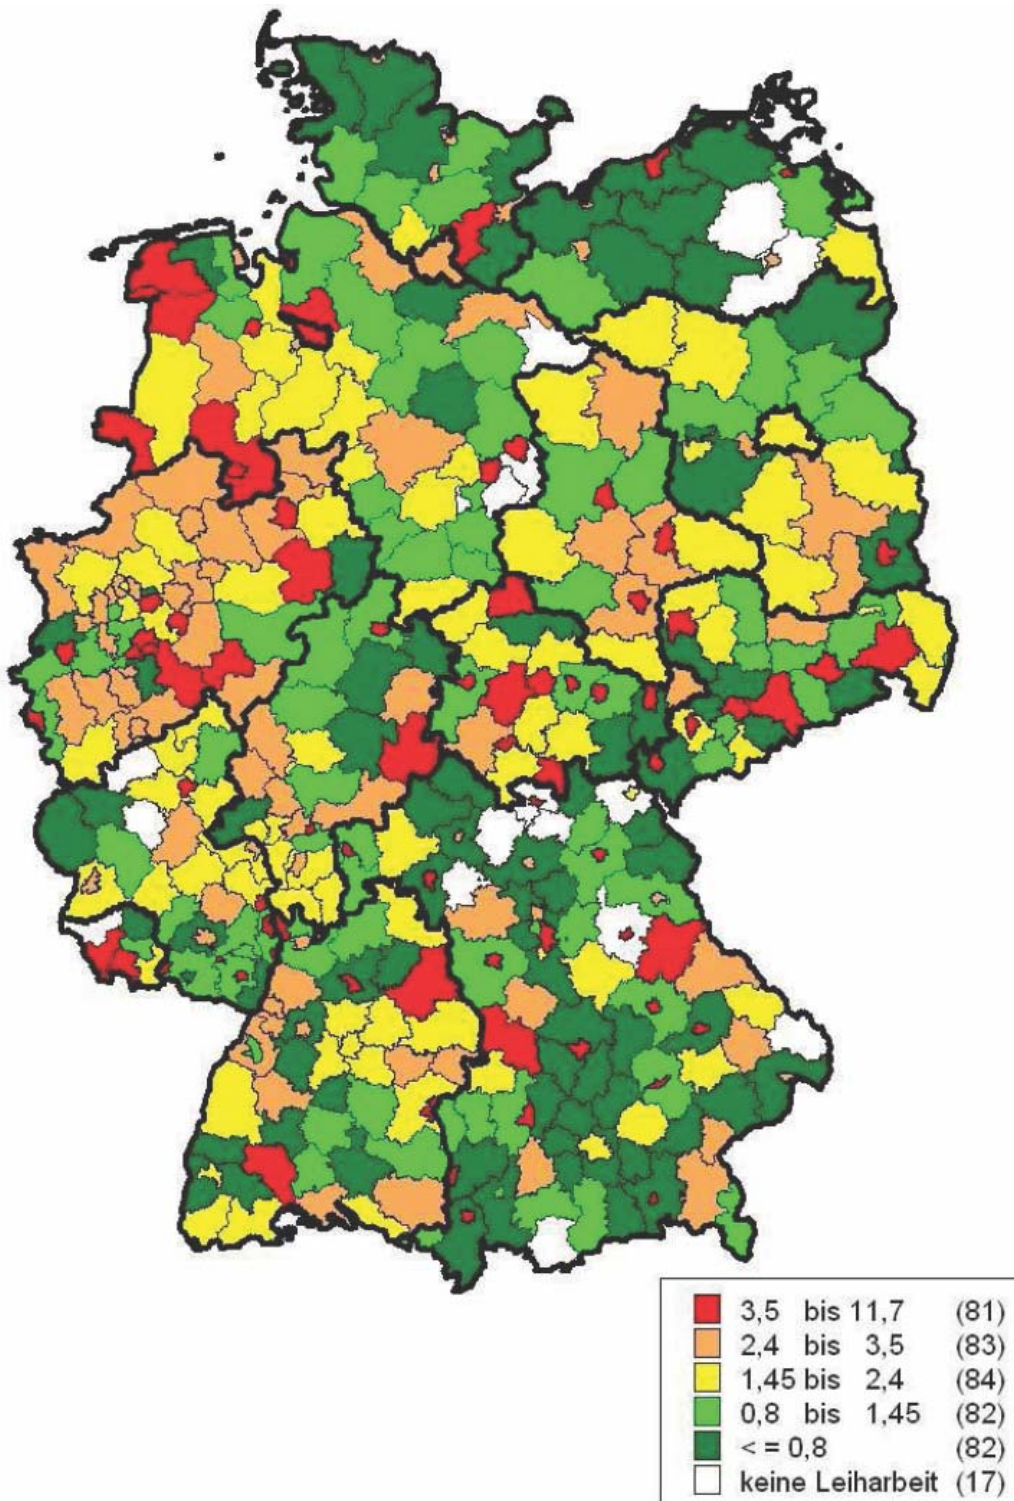 3,5 bis 11,7 (81)
2,4 bis 3,5 (83)
1,45 bis 2,4 (84)
0,8 bis 1,45 (82)
< = 0,8 (82)
keine Leiharbeit (17)